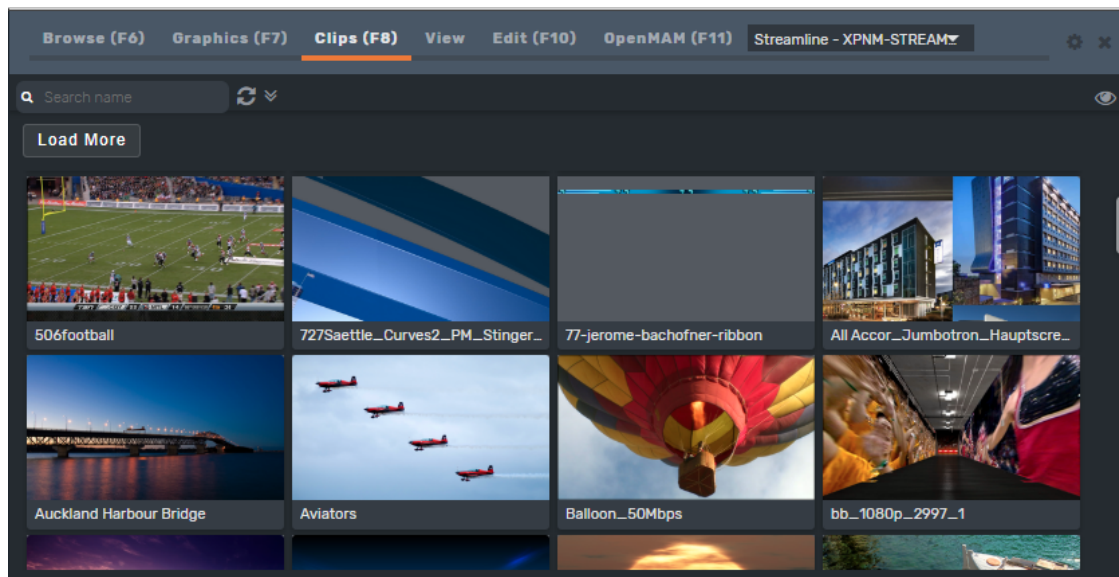 Browse (F6) Graphics (F7) Clips (F8) View Edit (F10) OpenMAM (F11) Streamline - XPNM-STREAM
Search name
Load More
506football 727Saettle_Curves2_PM_Stinger... 77-jerome-bachofner-ribbon All Accor_Jumbotron_Hauptscre...
Auckland Harbour Bridge Aviators Balloon_50Mbps bb_1080p_2997_1